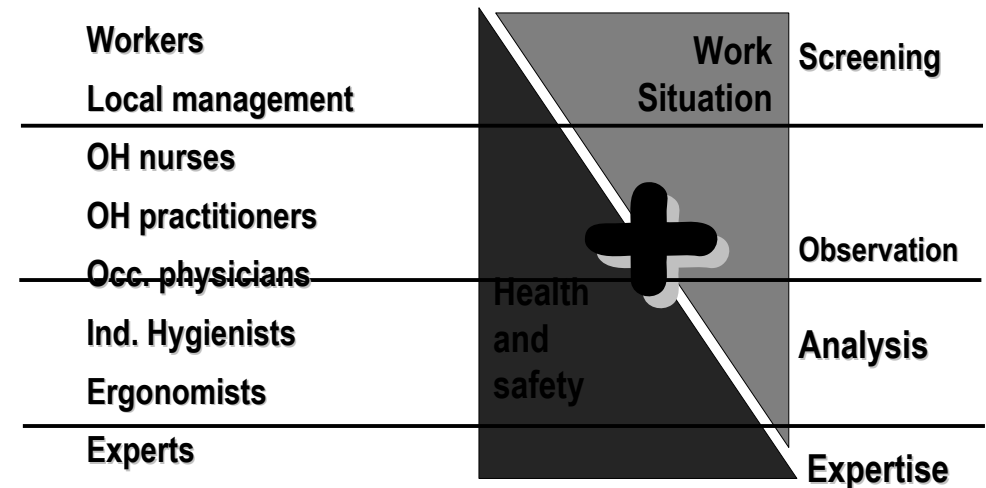 Workers
Local management
OH nurses
OH practitioners
Occ. physicians
Ind. Hygienists
Ergonomists
Experts
Work
Situation
Health
and
safety
Screening
Observation
Analysis
Expertise